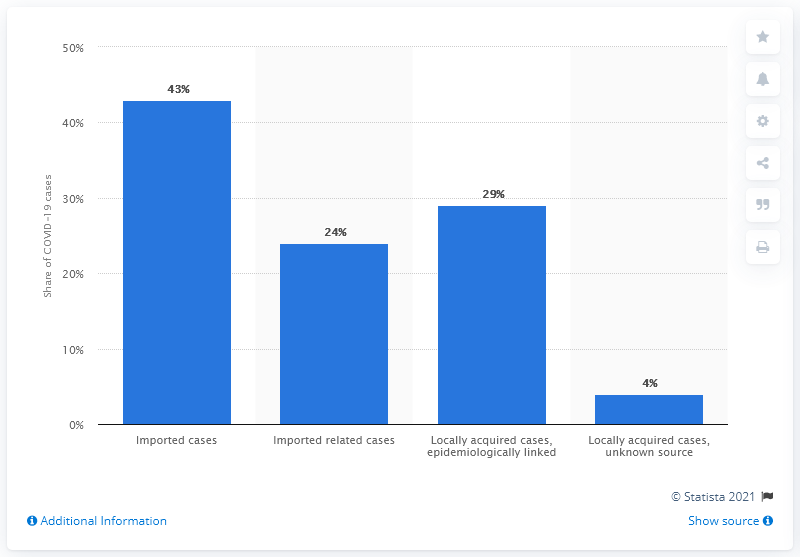 50%
40%
30%
20%
10%
0%
Share of COVID-19 cases
43%
24%
29%
4%
Imported cases
Imported related cases
Locally acquired cases,
epidemiologically linked
Locally acquired cases,
unknown source
© Statista 2021
Additional Information
Show source